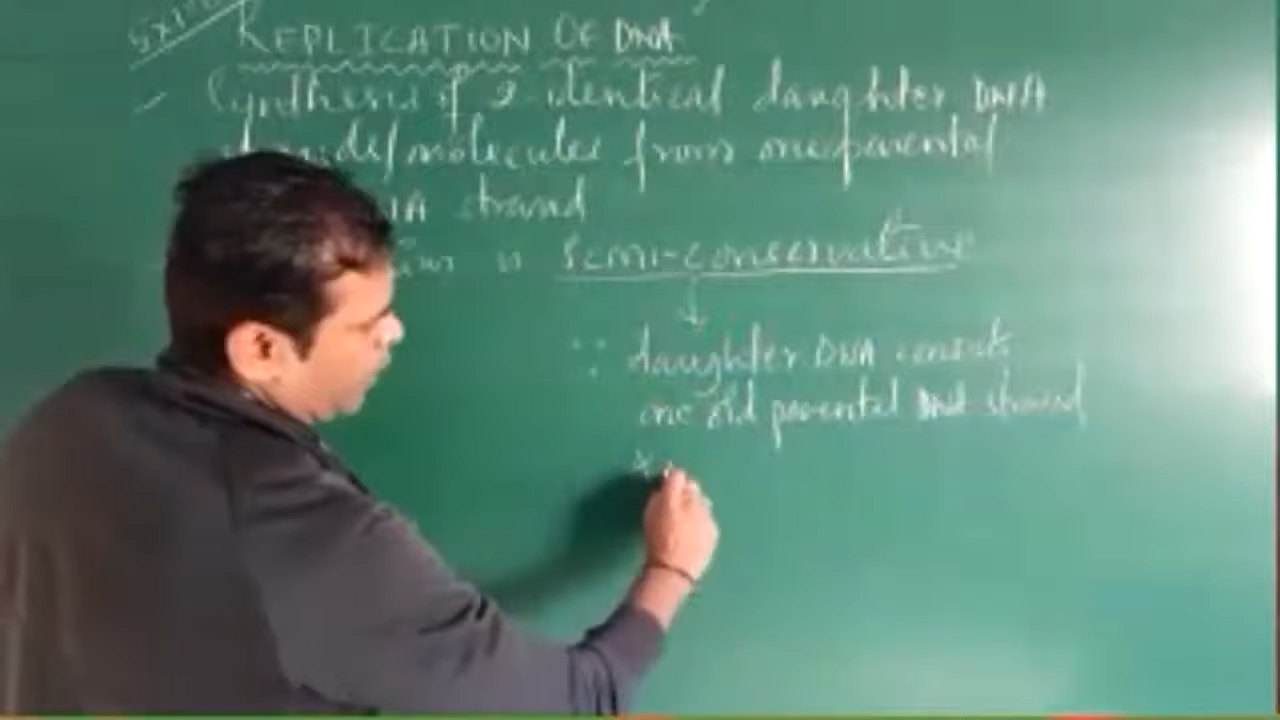 REPLICATION OF DNA
Synthesis of 2-identical daughter DNA
molecules from one parental
strand
is Semi-conservative
↓
∵ daughter DNA
one old parental DNA strand